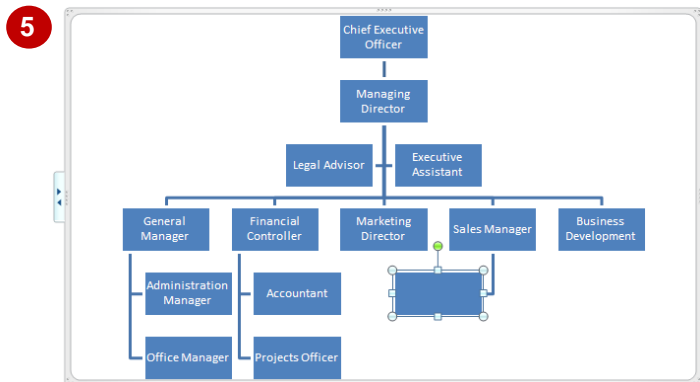 5
Chief Executive
Officer
Managing
Director
Legal Advisor
Executive
Assistant
General
Manager
Financial
Controller
Marketing
Director
Sales Manager
Business
Development
Administration
Manager
Accountant
Office Manager
Projects Officer